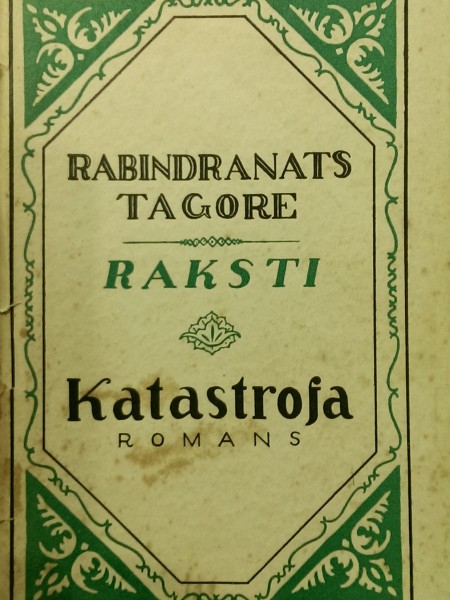 RABINDRANATS
TAGORE
RAKSTI
Katastrofa
ROMANS